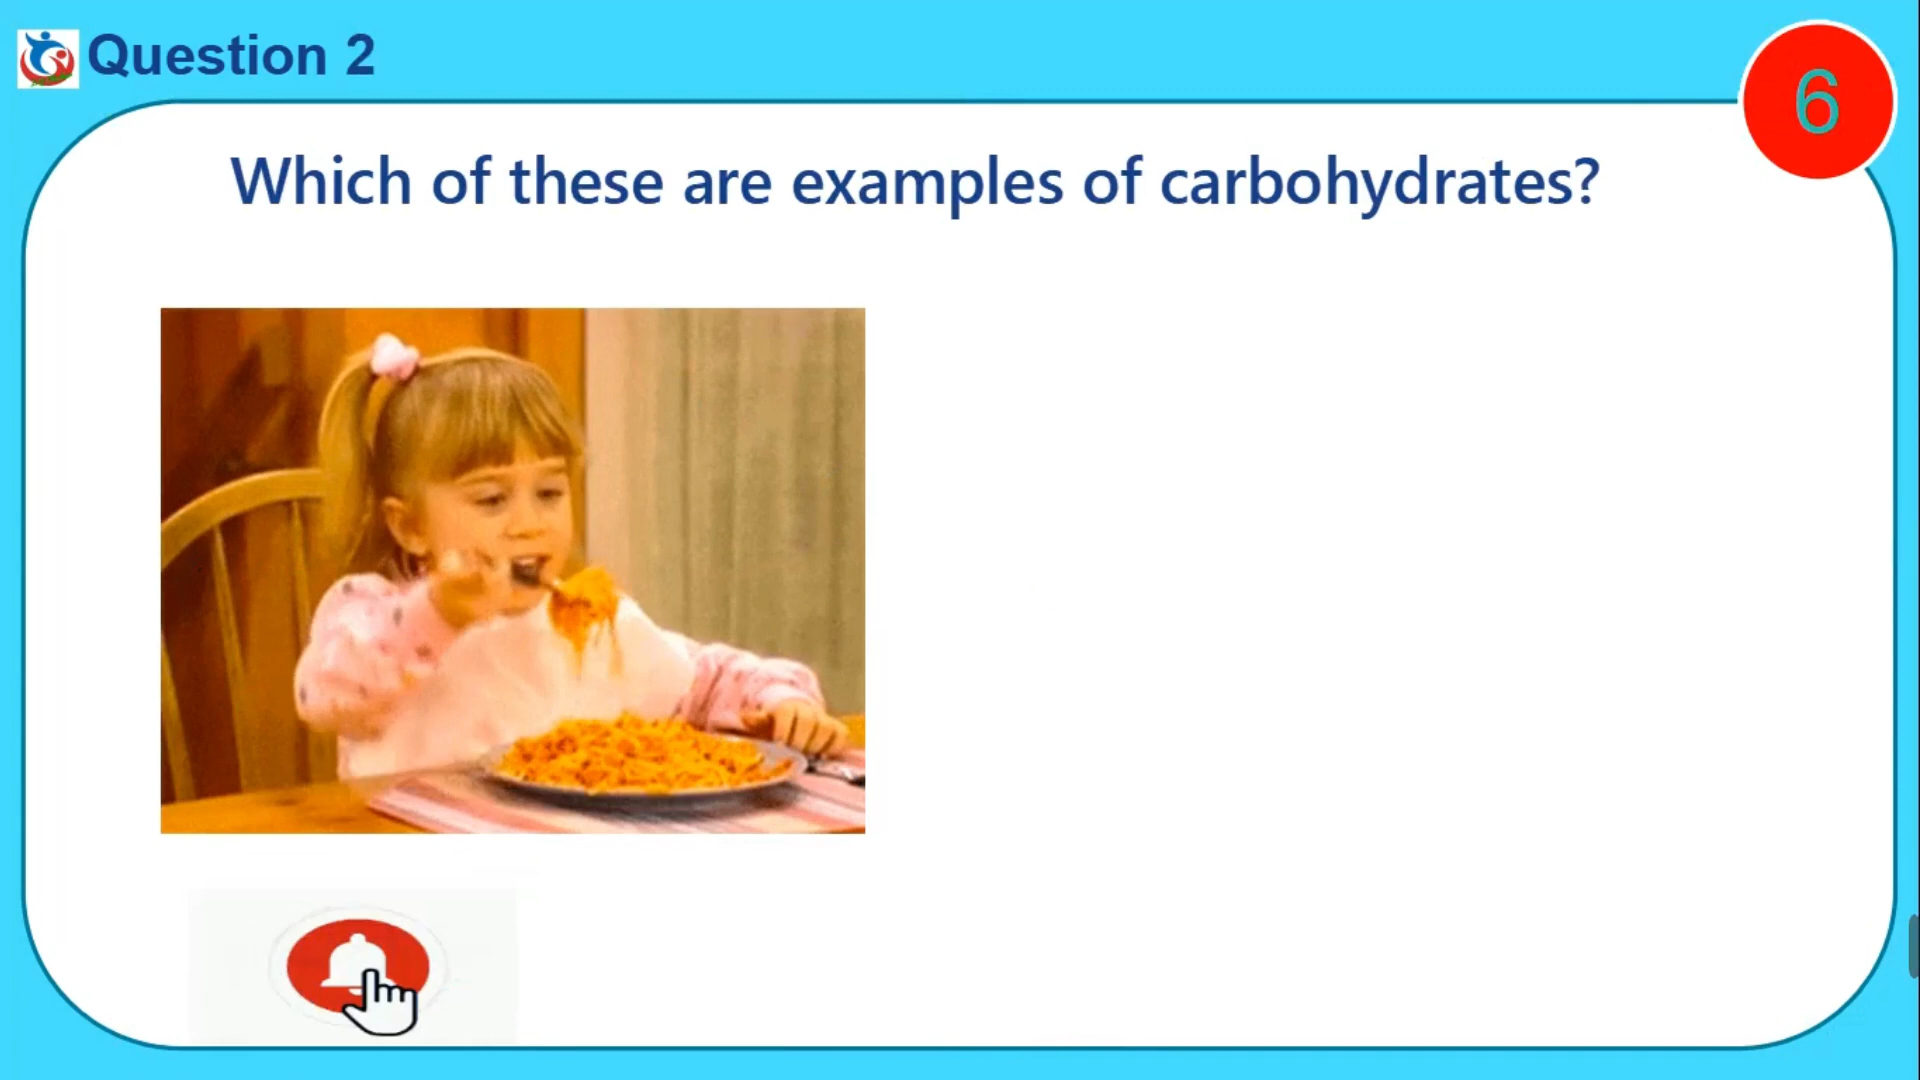 Question 2
6
Which of these are examples of carbohydrates?